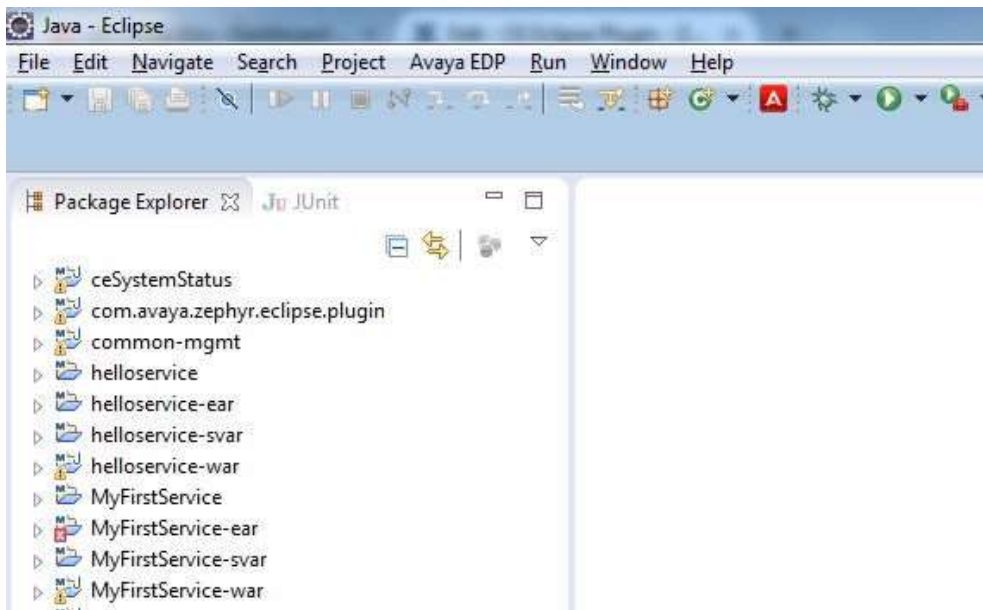 Java - Eclipse
File Edit Navigate Search Project Avaya EDP Run Window Help
Package Explorer JUnit
ceSystemStatus
com.avaya.zephyr.eclipse.plugin
common-mgmt
helloservice
helloservice-ear
helloservice-svar
helloservice-war
MyFirstService
MyFirstService-ear
MyFirstService-svar
MyFirstService-war